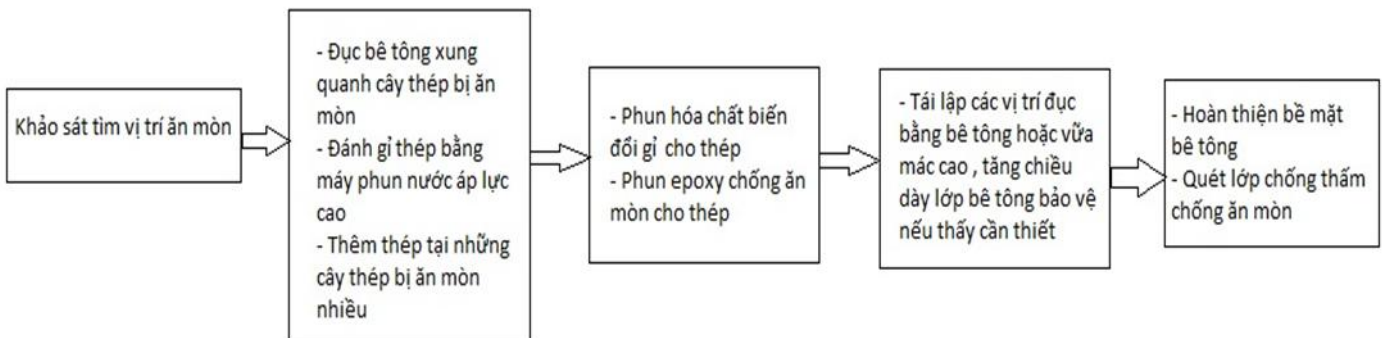 Khảo sát tìm vị trí ăn mòn
- Đục bê tông xung
quanh cây thép bị ăn
mòn
- Đánh gỉ thép bằng
máy phun nước áp lực
cao
- Thêm thép tại những
cây thép bị ăn mòn
nhiều
- Phun hóa chất biến
đổi gỉ cho thép
- Phun epoxy chống ăn
mòn cho thép
- Tái lập các vị trí đục
bằng bê tông hoặc vữa
mác cao , tăng chiều
dày lớp bê tông bảo vệ
nếu thấy cần thiết
- Hoàn thiện bề mặt
bê tông
- Quét lớp chống thấm
chống ăn mòn